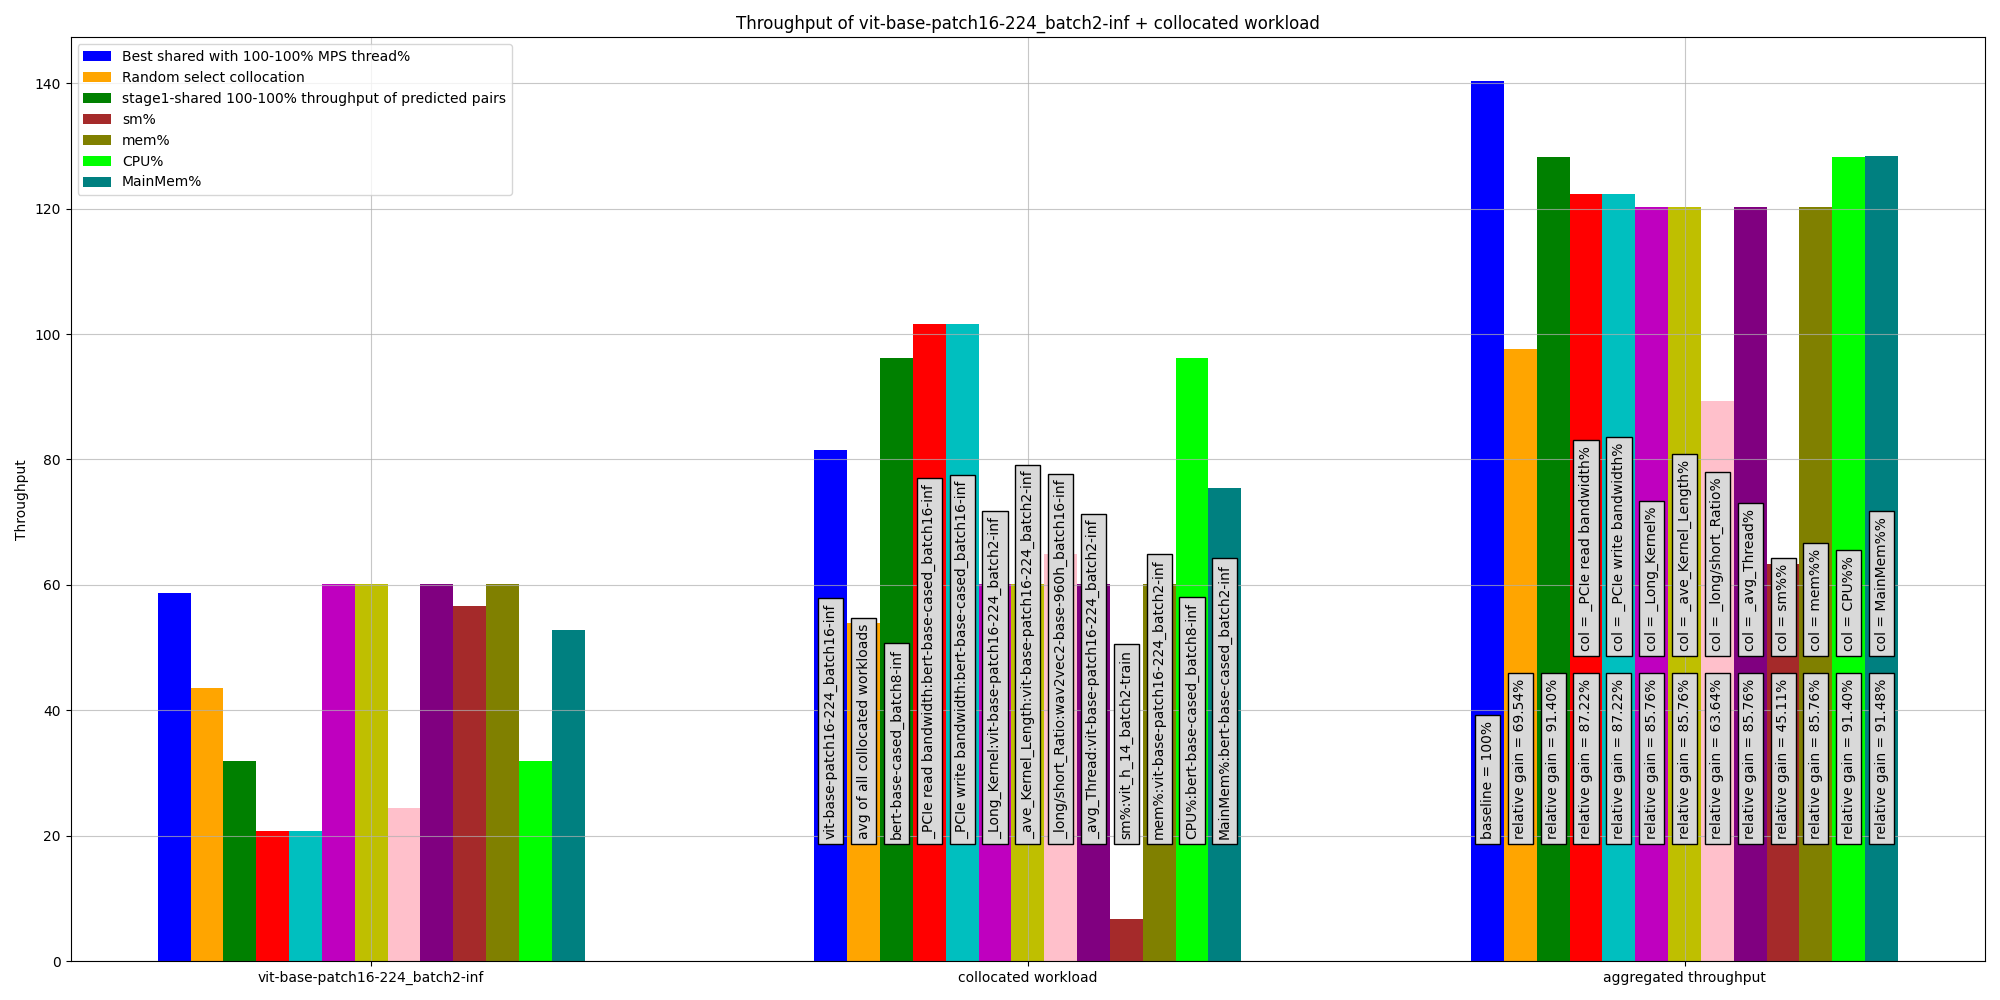 Throughput of vit-base-patch16-224_batch2-inf + collocated workload
Best shared with 100-100% MPS thread%
Random select collocation
stage1-shared 100-100% throughput of predicted pairs
sm%
mem%
CPU%
MainMem%
Throughput
140
120
100
80
60
40
20
0
vit-base-patch16-224_batch16-inf
avg of all collocated workloads
bert-base-cased_batch8-inf
_PCIe read bandwidth:bert-base-cased_batch16-inf
_PCIe write bandwidth:bert-base-cased_batch16-inf
_Long_Kernel:vit-base-patch16-224_batch2-inf
_ave_Kernel_Length:vit-base-patch16-224_batch2-inf
_long/short_Ratio:wav2vec2-base-960h_batch16-inf
_avg_Thread:vit-base-patch16-224_batch2-inf
sm%:vit_h_14_batch2-train
mem%:vit-base-patch16-224_batch2-inf
CPU%:bert-base-cased_batch8-inf
MainMem%:bert-base-cased_batch2-inf
col = _PCIe read bandwidth%
col = _PCIe write bandwidth%
col = _Long_Kernel%
col = _ave_Kernel_Length%
col = _long/short_Ratio%
col = _avg_Thread%
col = sm%%
col = mem%%
col = CPU%%
col = MainMem%%
baseline = 100%
relative gain = 69.54%
relative gain = 91.40%
relative gain = 87.22%
relative gain = 87.22%
relative gain = 85.76%
relative gain = 85.76%
relative gain = 63.64%
relative gain = 85.76%
relative gain = 45.11%
relative gain = 85.76%
relative gain = 91.40%
relative gain = 91.48%
vit-base-patch16-224_batch2-inf
collocated workload
aggregated throughput